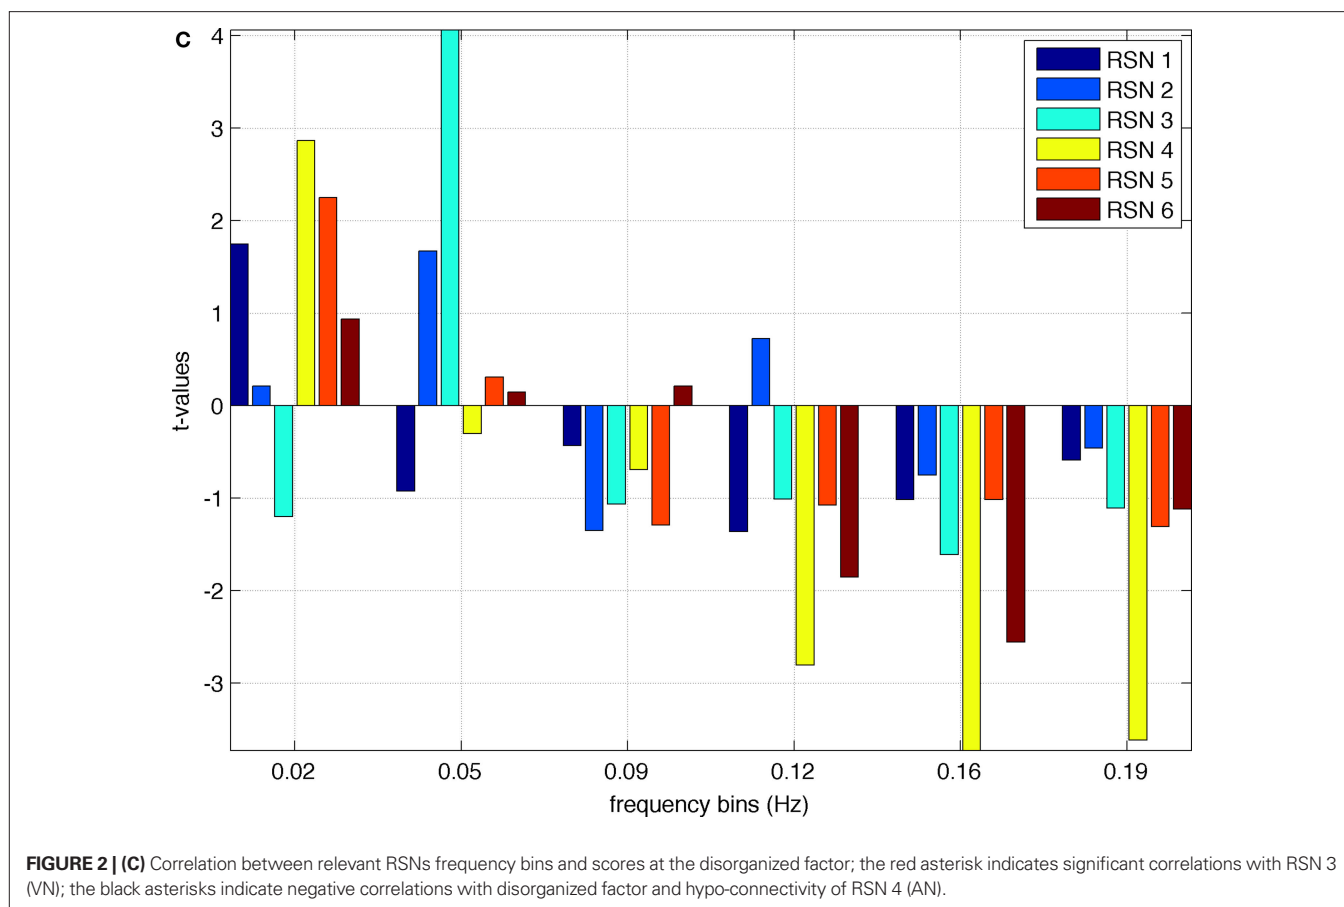 C
4
3
2
1
0
-1
-2
-3
t-values
RSN 1
RSN 2
RSN 3
RSN 4
RSN 5
RSN 6
0.02 0.05 0.09 0.12 0.16 0.19
frequency bins (Hz)
FIGURE 2 | (C) Correlation between relevant RSNs frequency bins and scores at the disorganized factor; the red asterisk indicates significant correlations with RSN 3
(VN); the black asterisks indicate negative correlations with disorganized factor and hypo-connectivity of RSN 4 (AN).